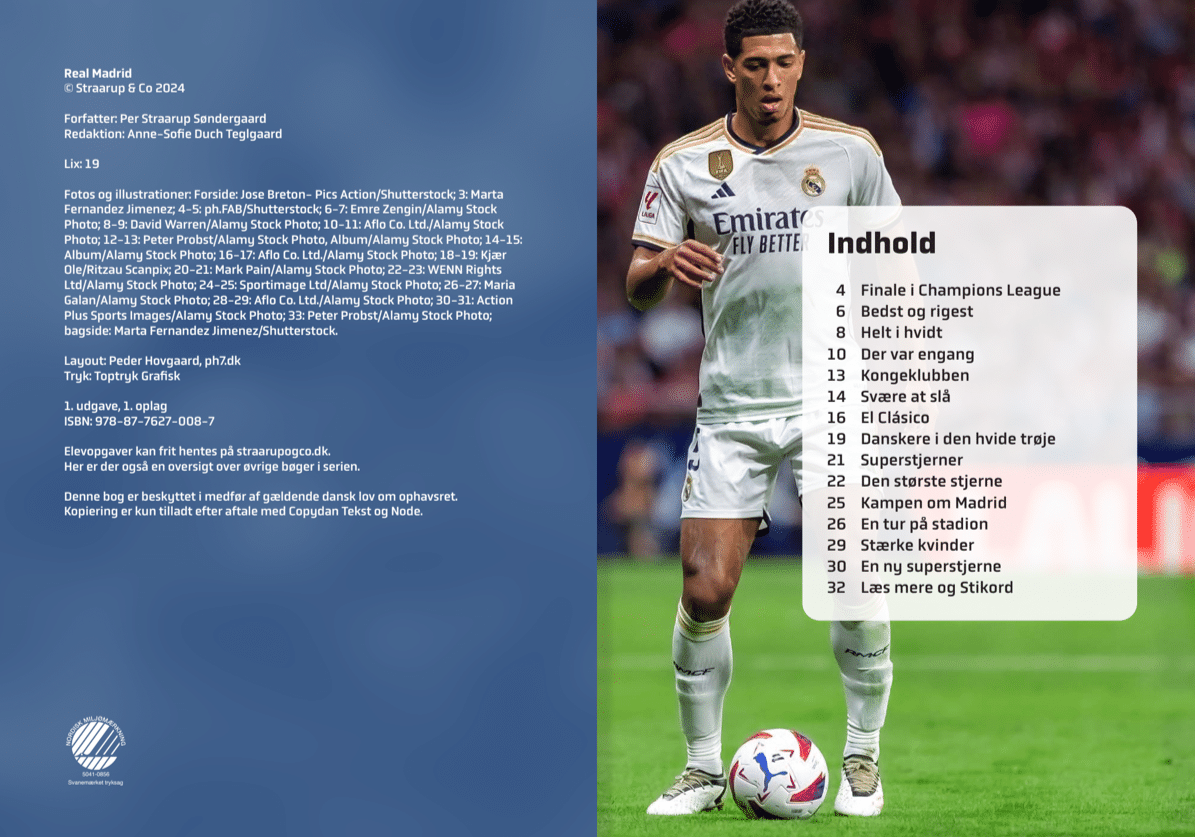 Real Madrid
© Straarup & Co 2024
Forfatter: Per Straarup Søndergaard
Redaktion: Anne-Sofie Duch Teglgaard
Lix: 19
Fotos og illustrationer: Forside: Jose Breton- Pics Action/Shutterstock; 3: Marta
Fernandez Jimenez; 4-5: ph.FAB/Shutterstock; 6-7: Emre Zengin/Alamy Stock
Photo; 8-9: David Warren/Alamy Stock Photo; 10-11: Aflo Co. Ltd./Alamy Stock
Photo; 12-13: Peter Probst/Alamy Stock Photo, Album/Alamy Stock Photo; 14-15:
Album/Alamy Stock Photo; 16-17: Aflo Co. Ltd./Alamy Stock Photo; 18-19: Kjær
Ole/Ritzau Scanpix; 20-21: Mark Pain/Alamy Stock Photo; 22-23: WENN Rights
Ltd/Alamy Stock Photo; 24-25: Sportimage Ltd/Alamy Stock Photo; 26-27: Maria
Galan/Alamy Stock Photo; 28-29: Aflo Co. Ltd./Alamy Stock Photo; 30-31: Action
Plus Sports Images/Alamy Stock Photo; 33: Peter Probst/Alamy Stock Photo;
bagside: Marta Fernandez Jimenez/Shutterstock.
Layout: Peder Hovgaard, ph7.dk
Tryk: Toptryk Grafisk
1. udgave, 1. oplag
ISBN: 978-87-7627-008-7
Elevopgaver kan frit hentes på straarupogco.dk.
Her er der også en oversigt over øvrige bøger i serien.
Denne bog er beskyttet i medfør af gældende dansk lov om ophavsret.
Kopiering er kun tilladt efter aftale med Copydan Tekst og Node.
NORDISK MILJØMÆRKNING
5041-0856
Svanemærket tryksag
LALIGA
Emirates
FLY BETTER
Indhold
4 Finale i Champions League
6 Bedst og rigest
8 Helt i hvidt
10 Der var engang
13 Kongeklubben
14 Svære at slå
16 El Clásico
19 Danskere i den hvide trøje
21 Superstjerner
22 Den største stjerne
25 Kampen om Madrid
26 En tur på stadion
29 Stærke kvinder
30 En ny superstjerne
32 Læs mere og Stikord
RMCF
RMCF